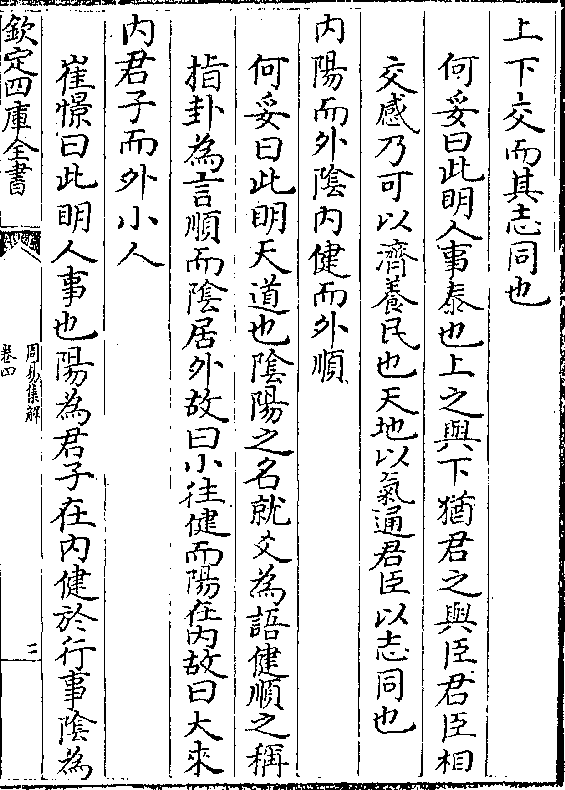 上下交而其志同也
何妥曰此明人事泰也上之與下猶君之與臣君臣相
交感乃可以濟養民也天地以氣通君臣以志同也
内陽而外隂内健而外順
何妥曰此明天道也隂陽之名就爻為語健順之稱
指卦為言順而隂居外故曰小往健而陽在内故曰大來
内君子而外小人
崔憬曰此明人事也陽為君子在内健於行事隂為
欽定四庫全書
周易集解
卷四
三